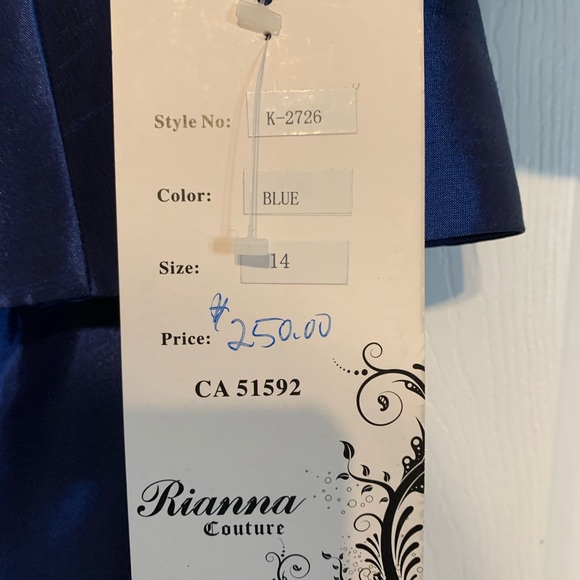 Style No: K-2726
Color: BLUE
Size: 14
Price: $250.00
CA 51592
Rianna
Couture